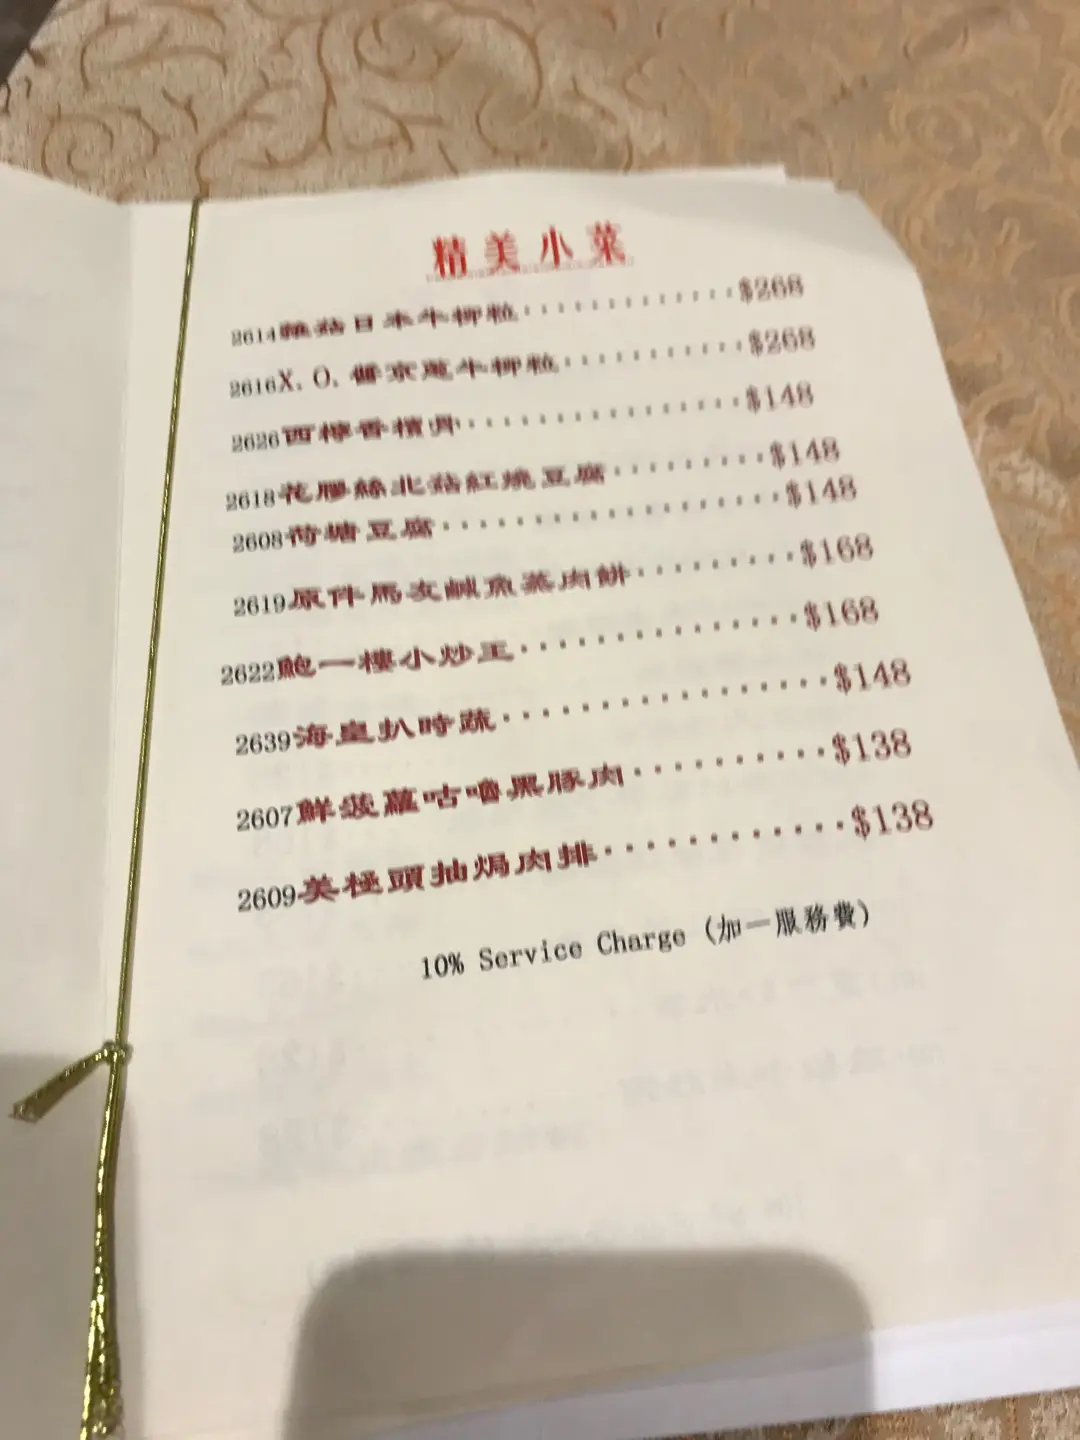 精美小菜
2614雜菇日本牛柳粒·············$268
2616X.O.醬京蔥牛柳粒···········$268
2626西檸香檳骨················$148
2618花膠絲北菇紅燒豆腐·········$148
2608荷塘豆腐···················$148
2619原件馬友鹹魚蒸肉餅·········$168
2622鮑一樓小炒王···············$168
2639海皇扒時蔬·················$148
2607鮮菠蘿咕嚕黑豚肉··········$138
2609美極頭抽焗肉排············$138
10% Service Charge (加一服務費)